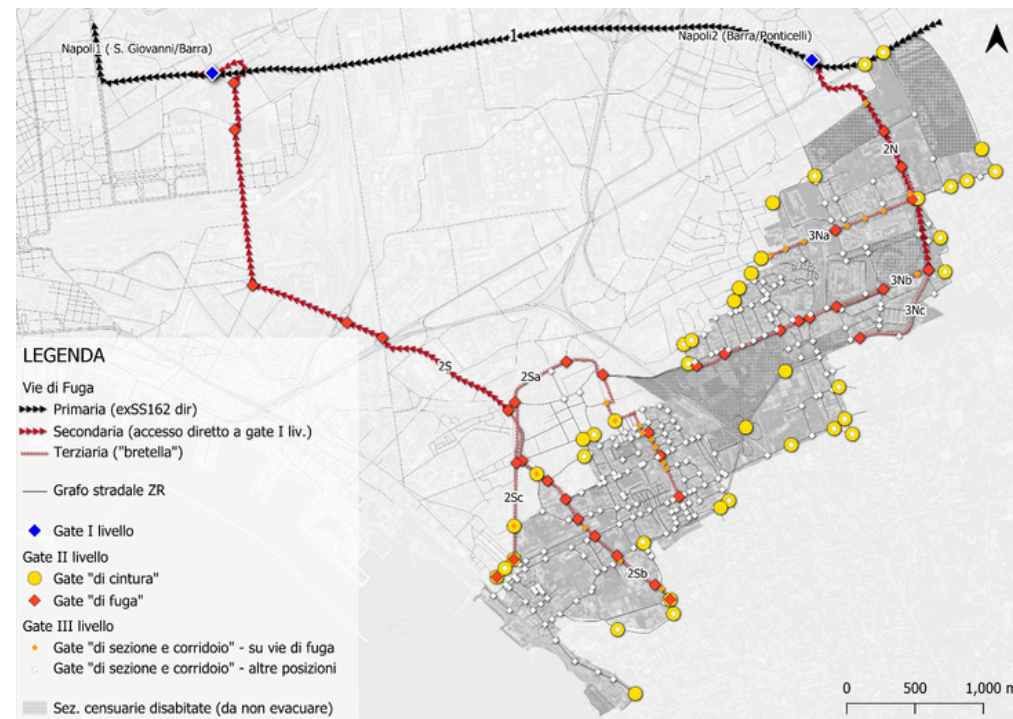 1
Napoli1 ( S. Giovanni/Barra)
Napoli2 (Barra/Ponticelli)
2N
3Na
3Nb
3Nc
2S
2Sa
2Sc
2Sb
LEGENDA
Vie di Fuga
Primaria (exSS162 dir)
Secondaria (accesso diretto a gate I liv.)
Terziaria ("bretella")
Grafo stradale ZR
Gate I livello
Gate II livello
Gate "di cintura"
Gate "di fuga"
Gate III livello
Gate "di sezione e corridoio" - su vie di fuga
Gate "di sezione e corridoio" - altre posizioni
Sez. censuarie disabitate (da non evacuare)
0 500 1,000 m